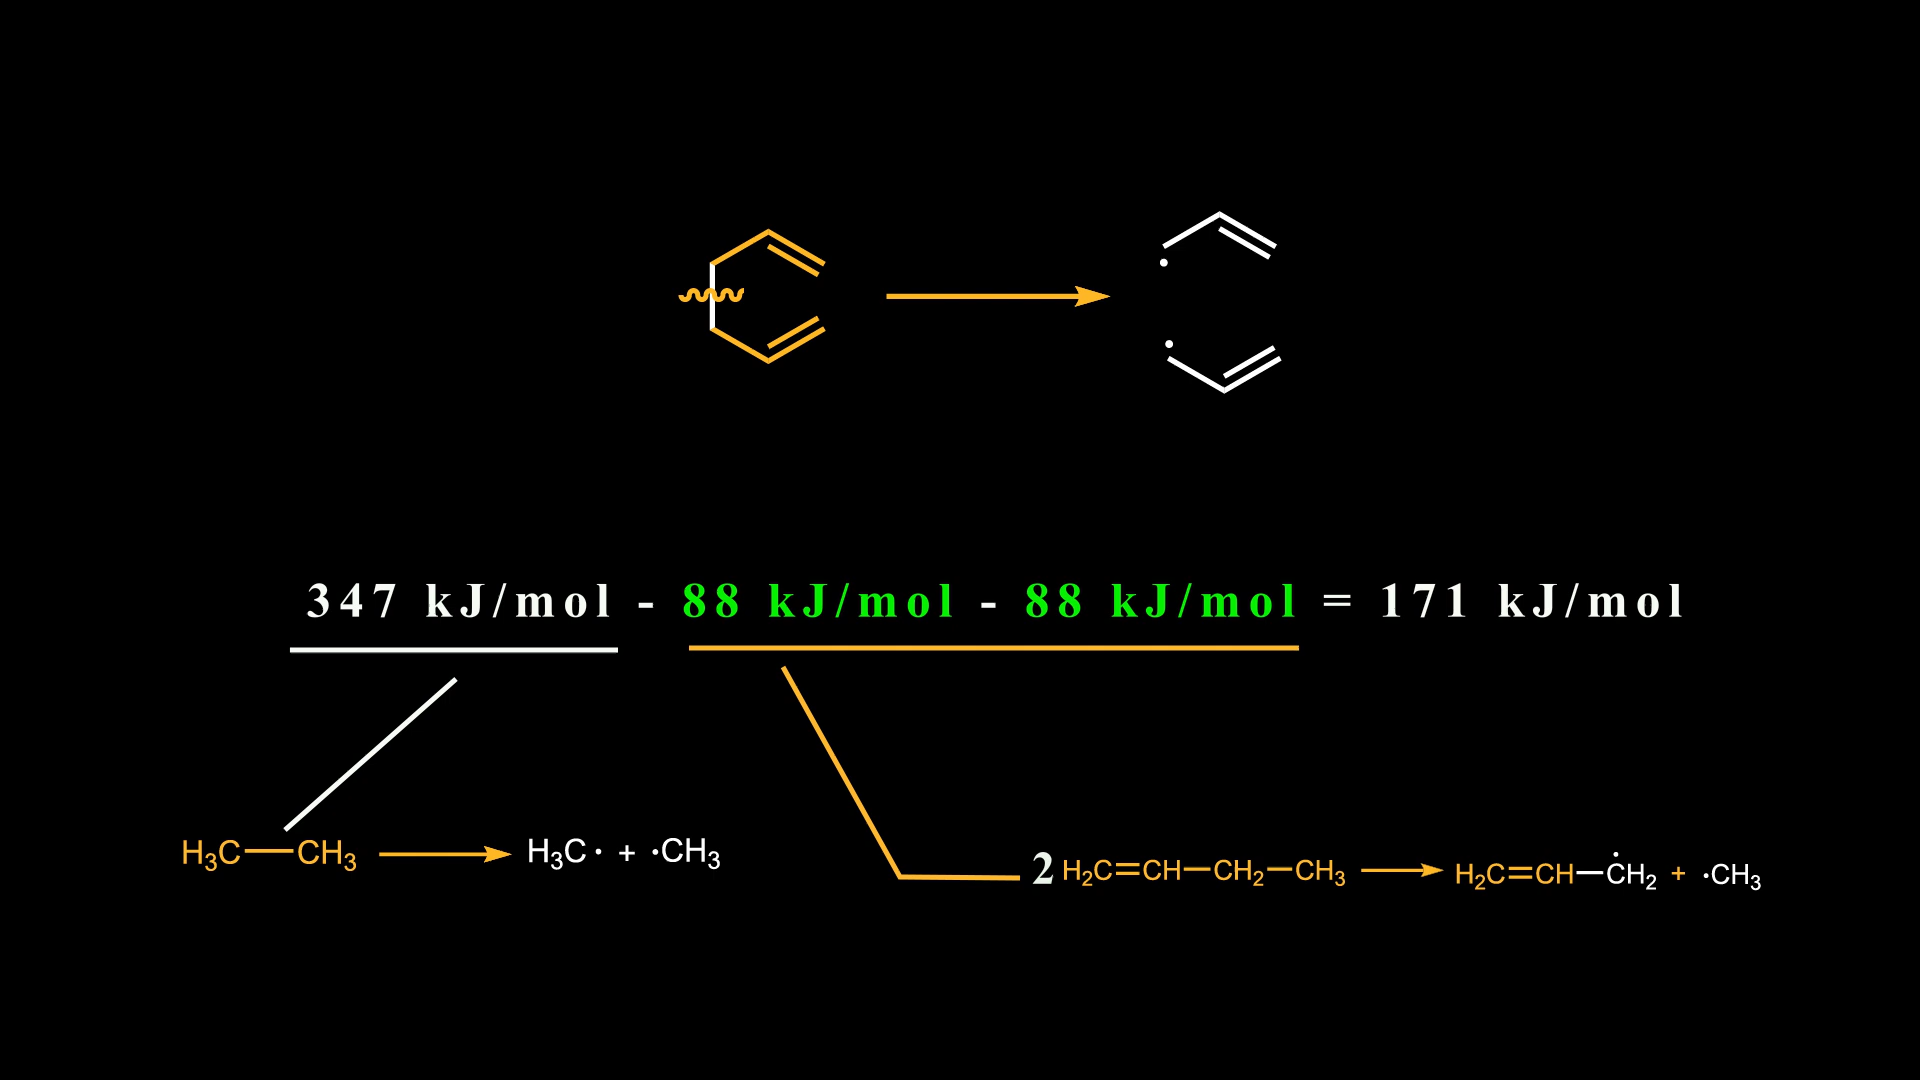 347 kJ/mol - 88 kJ/mol - 88 kJ/mol = 171 kJ/mol
H₃C—CH₃ → H₃C· + ·CH₃
2 H₂C=CH—CH₂—CH₃ → H₂C=CH—ĊH₂ + ·CH₃